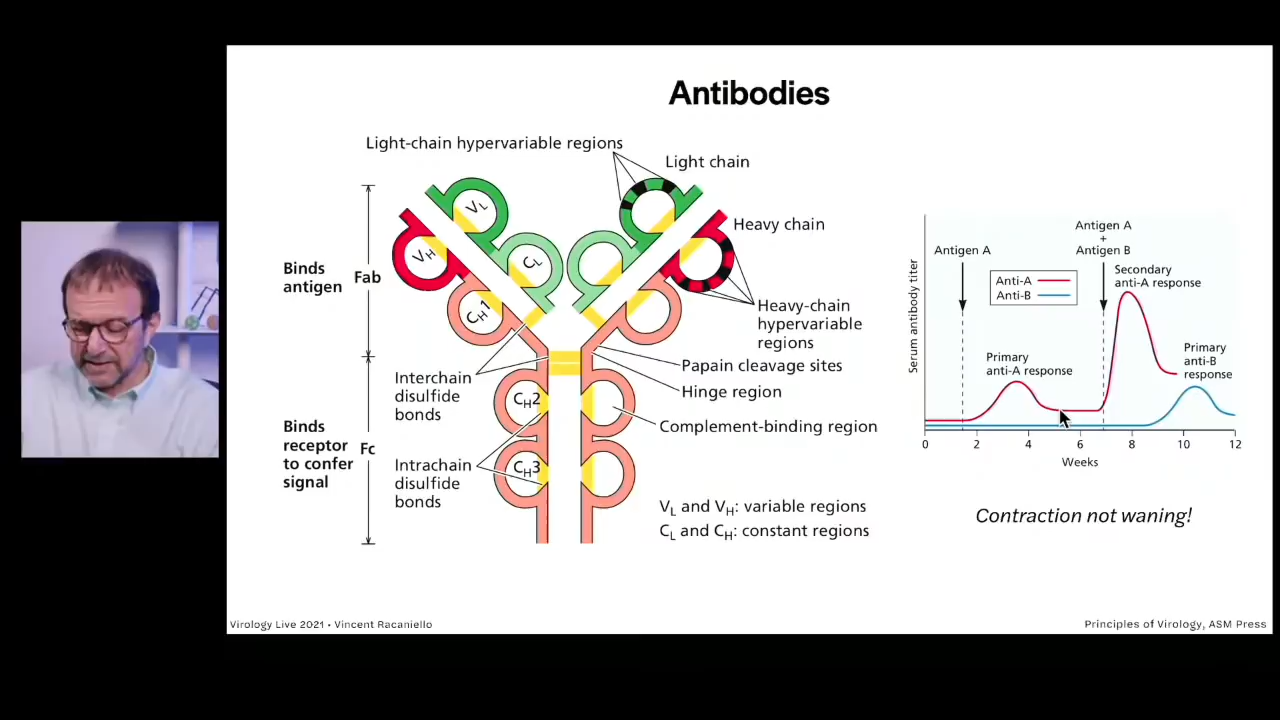 Antibodies
Light-chain hypervariable regions
Light chain
Heavy chain
VL
VH
CL
CH1
Binds
antigen
Fab
Heavy-chain
hypervariable
regions
Papain cleavage sites
Hinge region
Interchain
disulfide
bonds
CH2
Complement-binding region
Binds
receptor
to confer
signal
Fc
Intrachain
disulfide
bonds
CH3
VL and VH: variable regions
CL and CH: constant regions
Antigen A
Antigen A
+
Antigen B
Anti-A
Anti-B
Secondary
anti-A response
Primary
anti-A response
Primary
anti-B
response
Serum antibody titer
0 2 4 6 8 10 12
Weeks
Contraction not waning!
Virology Live 2021 • Vincent Racaniello
Principles of Virology, ASM Press